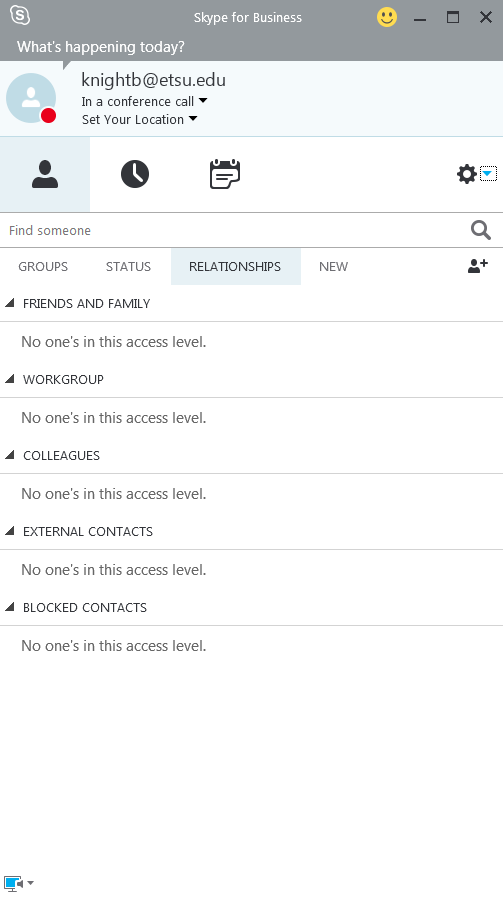 Skype for Business
What's happening today?
knightb@etsu.edu
In a conference call
Set Your Location
Find someone
GROUPS STATUS RELATIONSHIPS NEW
FRIENDS AND FAMILY
No one's in this access level.
WORKGROUP
No one's in this access level.
COLLEAGUES
No one's in this access level.
EXTERNAL CONTACTS
No one's in this access level.
BLOCKED CONTACTS
No one's in this access level.